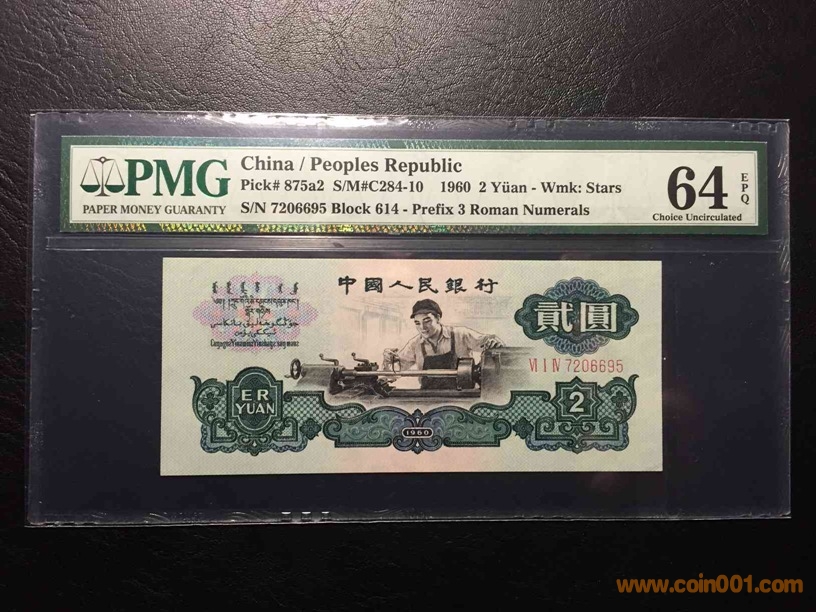 PMG
PAPER MONEY GUARANTY
China / Peoples Republic
Pick# 875a2 S/M#C284-10 1960 2 Yüan - Wmk: Stars
S/N 7206695 Block 614 - Prefix 3 Roman Numerals
64
EPQ
Choice Uncirculated
中國人民銀行
貳圓
VI I IV 7206695
ER
YUAN
1960
2
www.coin001.com